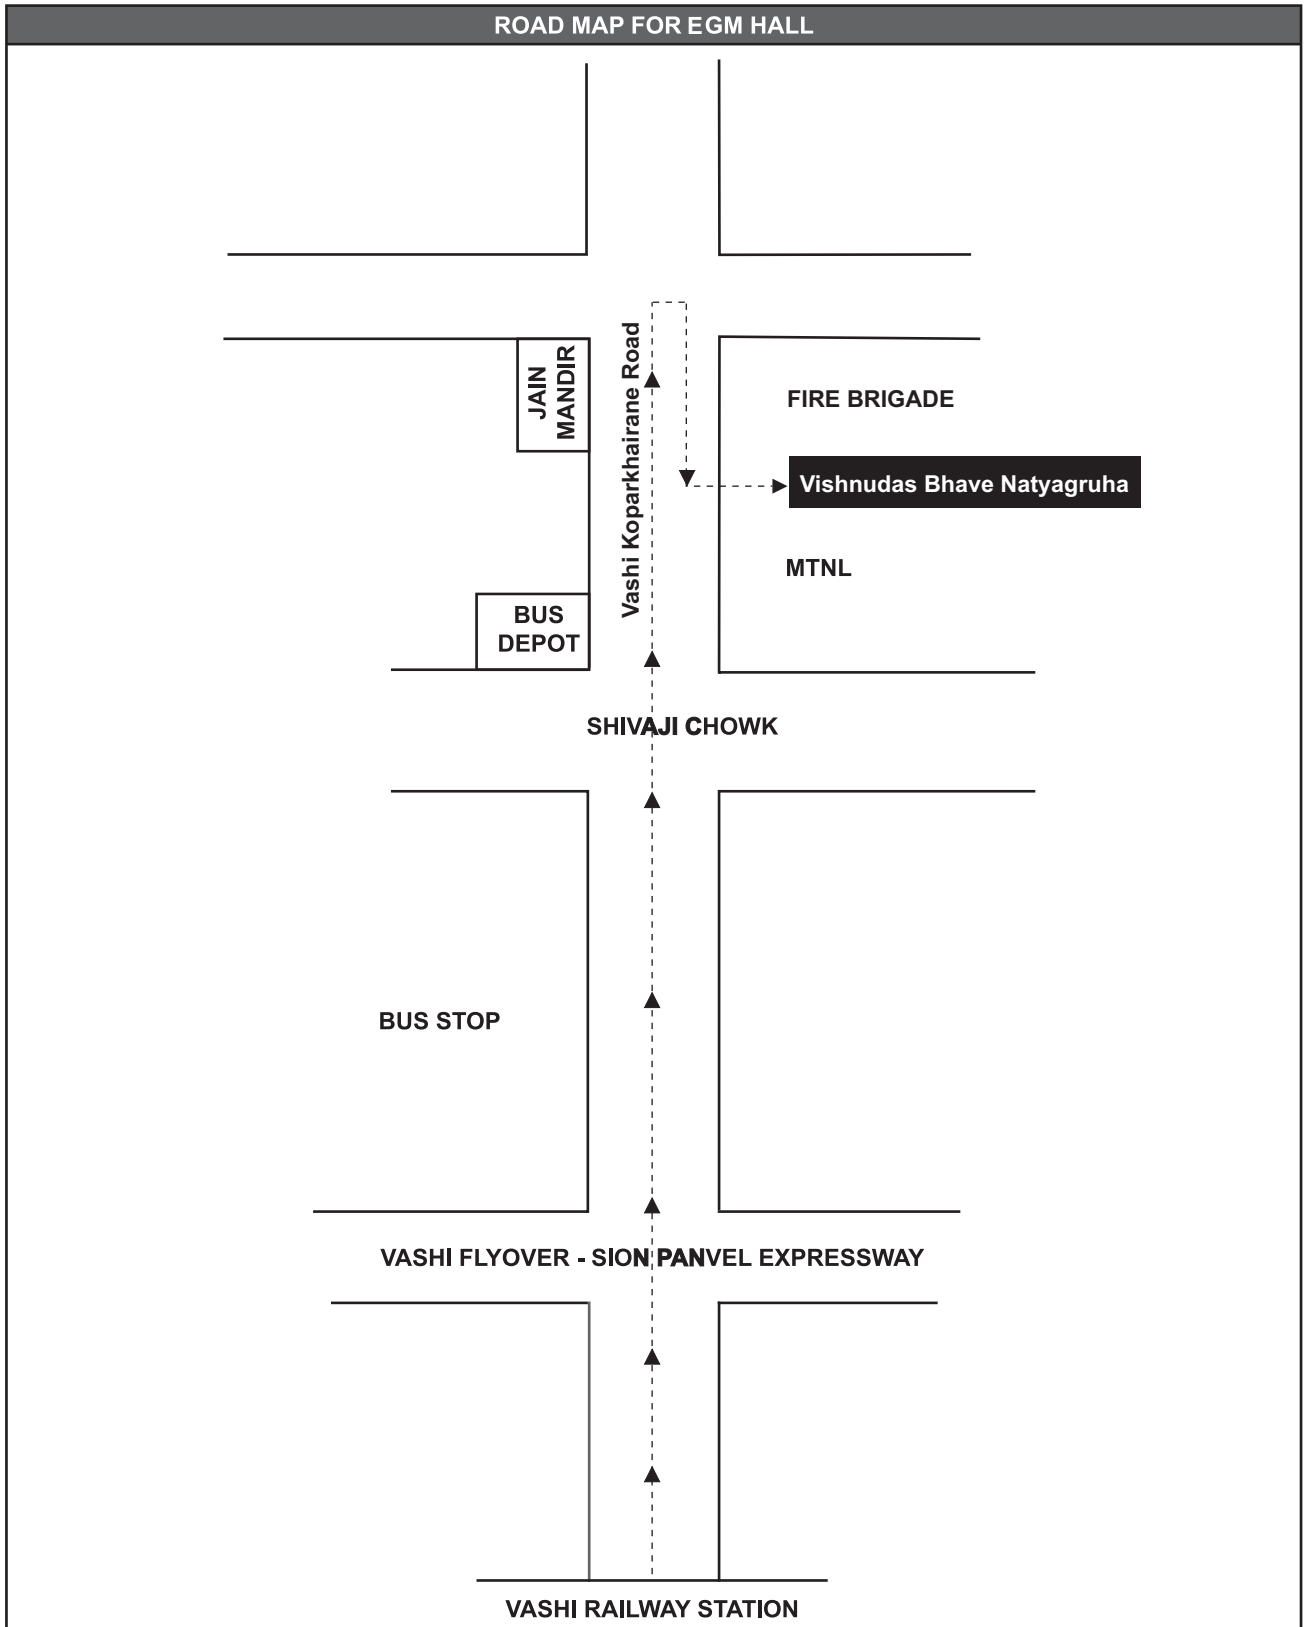 ROAD MAP FOR EGM HALL
JAIN
MANDIR
Vashi Koparkhairane Road
FIRE BRIGADE
Vishnudas Bhave Natyagruha
MTNL
BUS
DEPOT
SHIVAJI CHOWK
BUS STOP
VASHI FLYOVER - SION PANVEL EXPRESSWAY
VASHI RAILWAY STATION